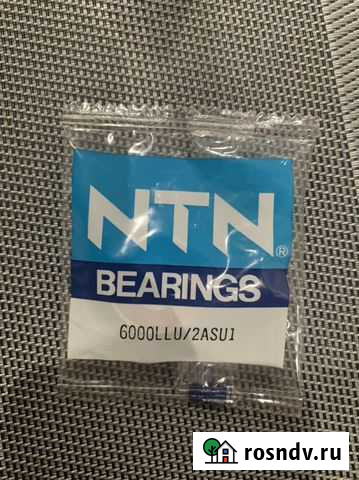 NTN®
BEARINGS
6000LLU/2ASU1
rosndv.ru